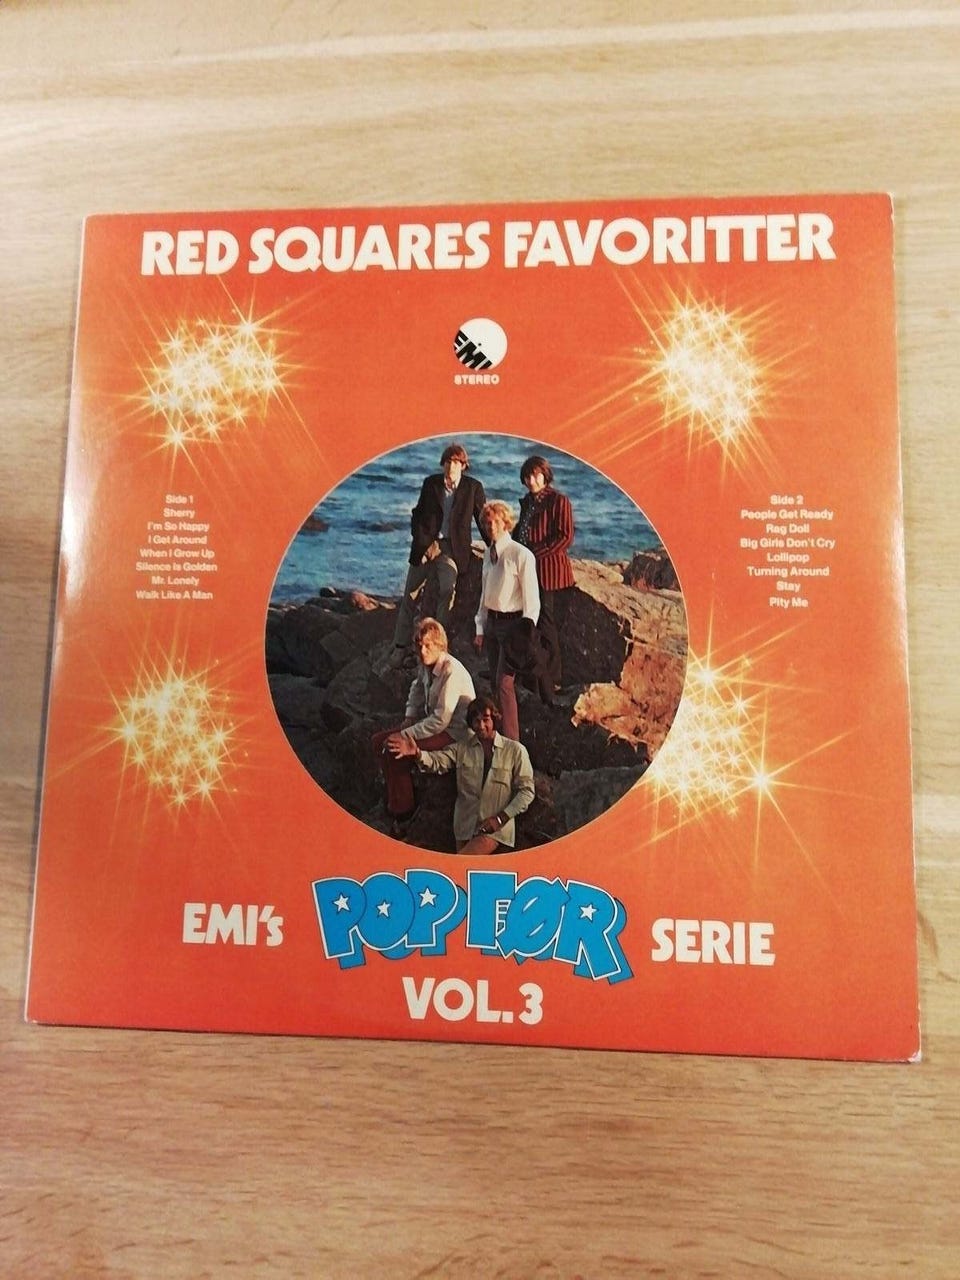 RED SQUARES FAVORITTER
EMI
STEREO
Side 1
Sherry
I'm So Happy
I Get Around
When I Grow Up
Silence Is Golden
Mr. Lonely
Walk Like A Man
Side 2
People Get Ready
Rag Doll
Big Girls Don't Cry
Lollipop
Turning Around
Stay
Pity Me
EMI's POP FØR SERIE
VOL. 3